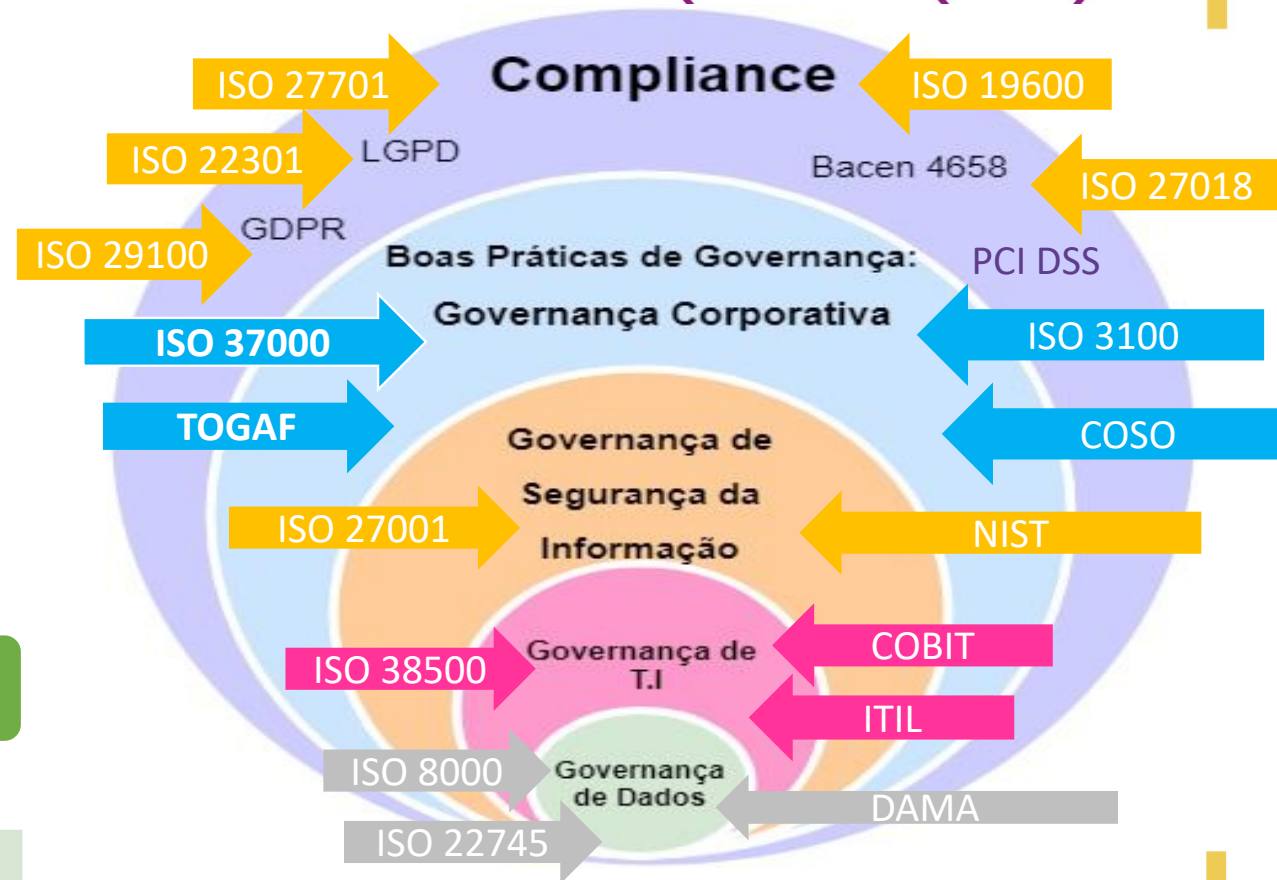 Compliance
ISO 27701
ISO 19600
ISO 22301
LGPD
Bacen 4658
ISO 27018
GDPR
ISO 29100
Boas Práticas de Governança:
PCI DSS
Governança Corporativa
ISO 37000
ISO 3100
TOGAF
COSO
Governança de
Segurança da
Informação
ISO 27001
NIST
Governança de
T.I
ISO 38500
COBIT
ITIL
ISO 8000
Governança
de Dados
DAMA
ISO 22745